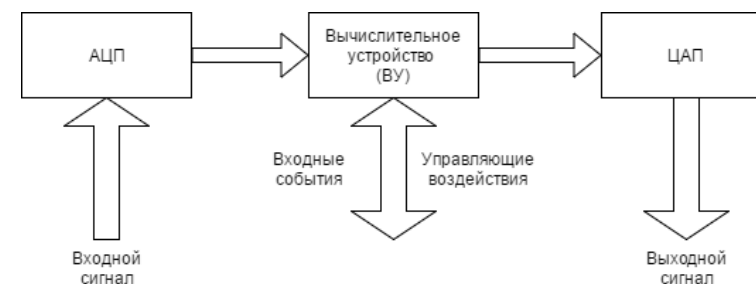 АЦП
Вычислительное
устройство
(ВУ)
ЦАП
Входные
события
Управляющие
воздействия
Входной
сигнал
Выходной
сигнал